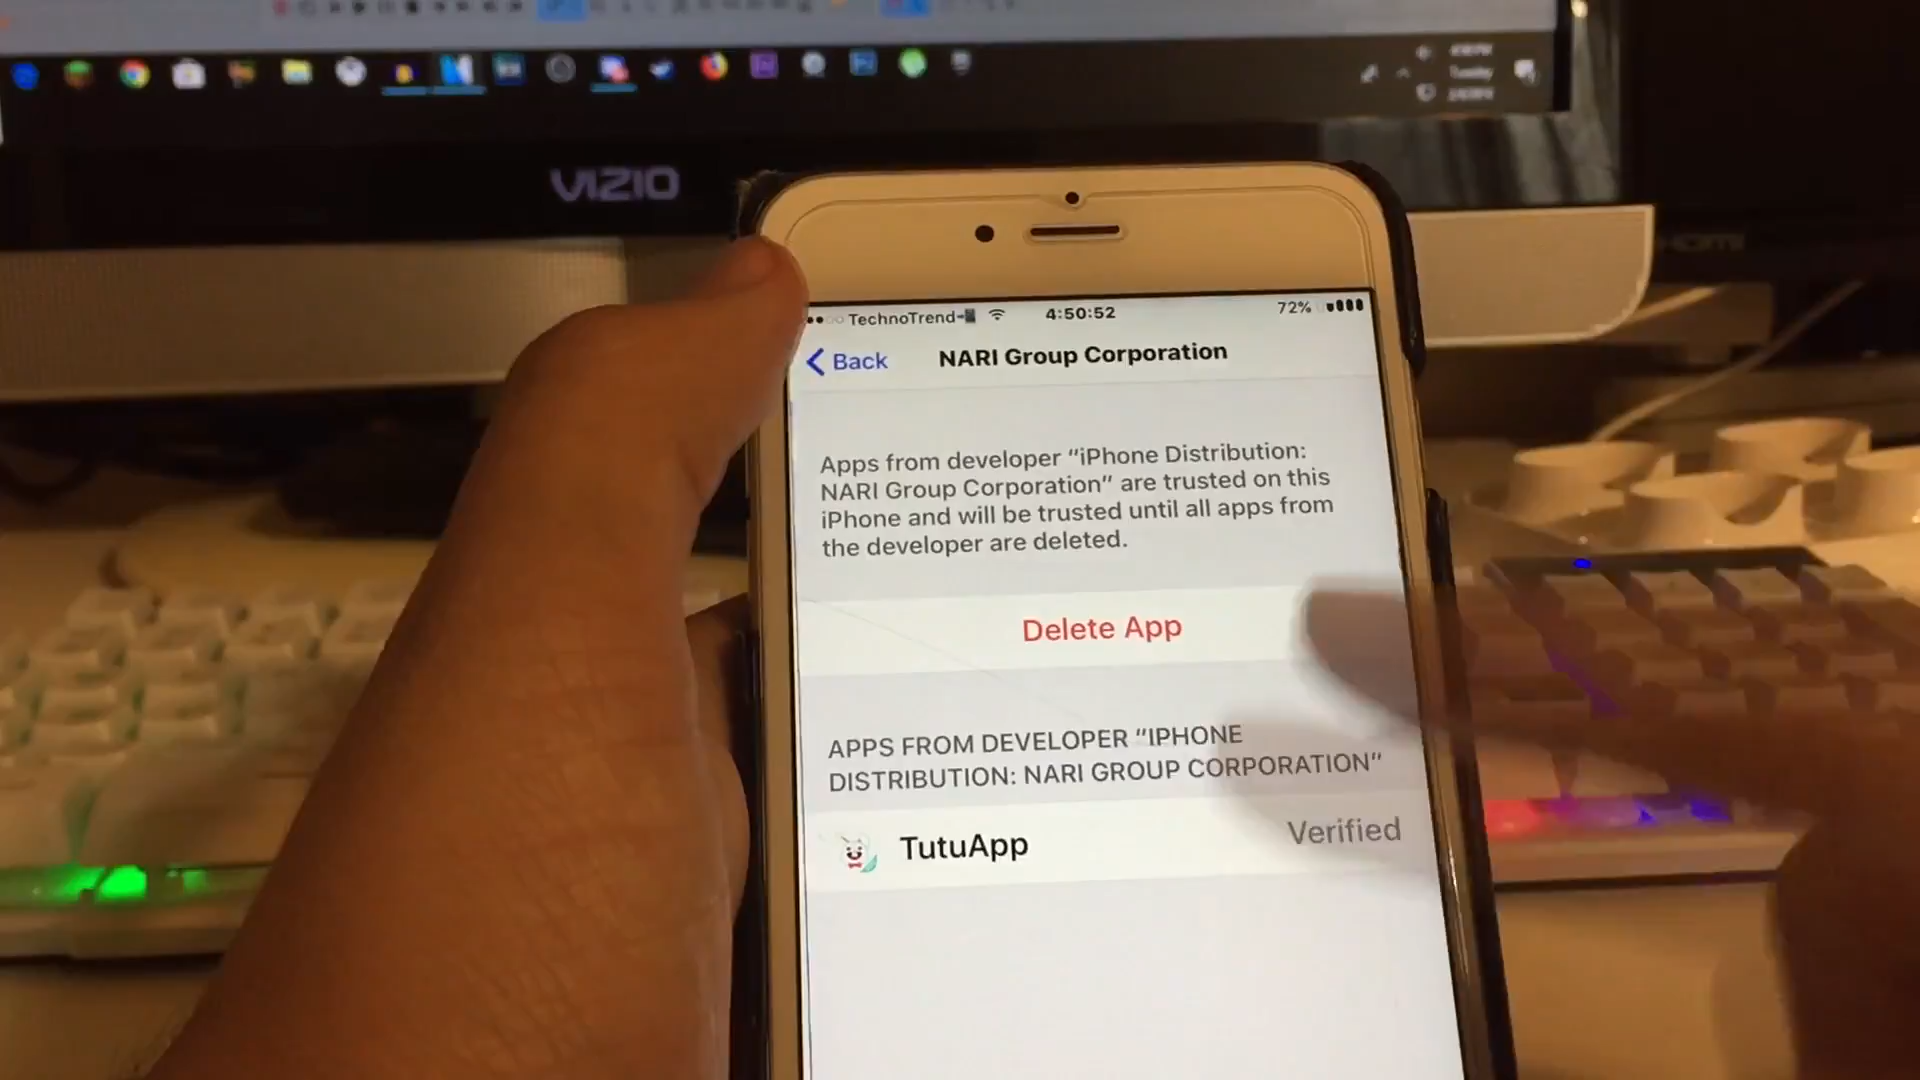 VIZIO
HDMI
TechnoTrend
4:50:52
72%
Back
NARI Group Corporation
Apps from developer “iPhone Distribution:
NARI Group Corporation” are trusted on this
iPhone and will be trusted until all apps from
the developer are deleted.
Delete App
APPS FROM DEVELOPER “IPHONE
DISTRIBUTION: NARI GROUP CORPORATION”
TutuApp
Verified